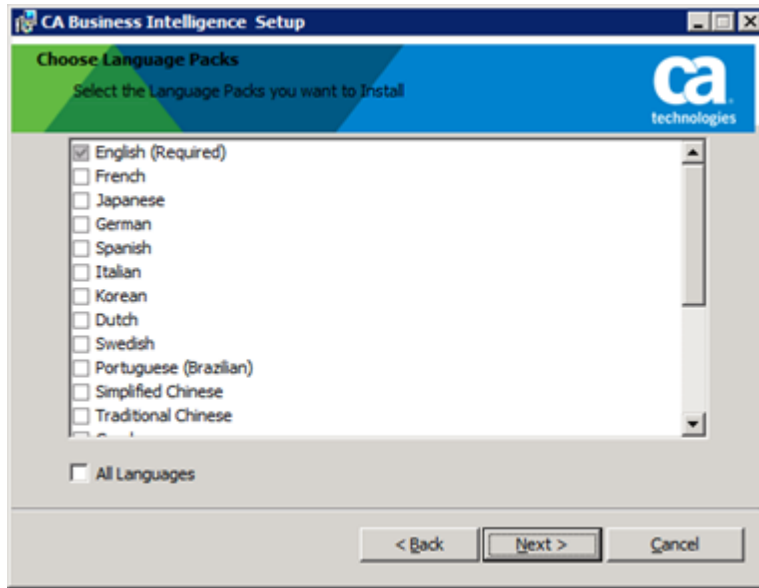 CA Business Intelligence Setup
Choose Language Packs
Select the Language Packs you want to Install
ca
technologies
English (Required)
French
Japanese
German
Spanish
Italian
Korean
Dutch
Swedish
Portuguese (Brazilian)
Simplified Chinese
Traditional Chinese
All Languages
< Back
Next >
Cancel